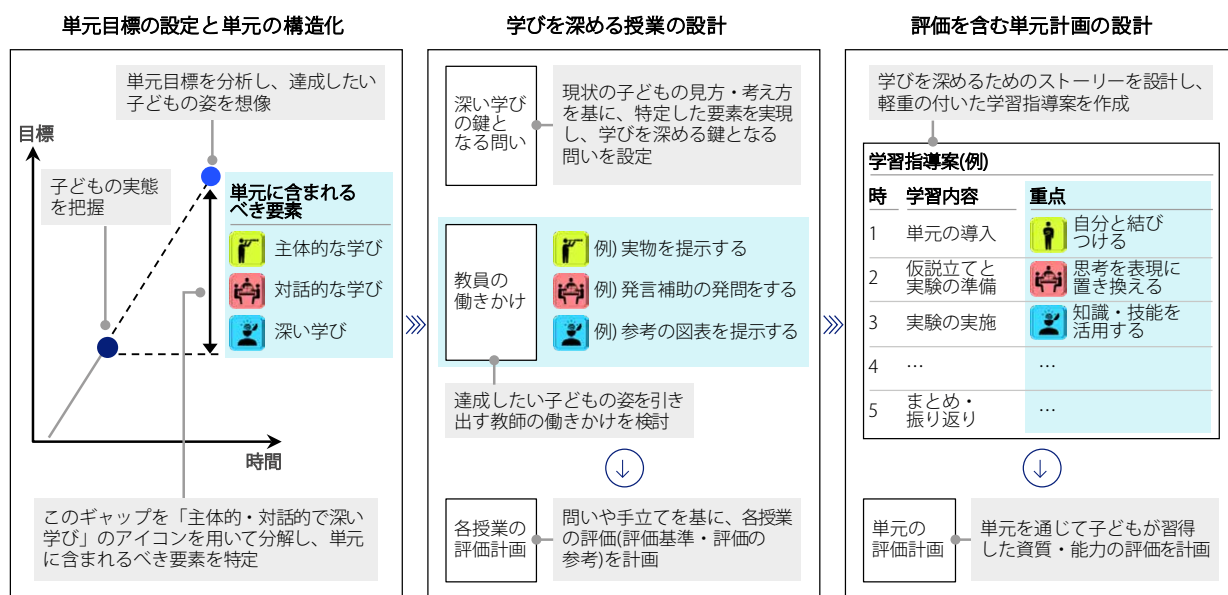 単元目標の設定と単元の構造化
単元目標を分析し、達成したい
子どもの姿を想像
目標
子どもの実態
を把握
単元に含まれる
べき要素
主体的な学び
対話的な学び
深い学び
時間
このギャップを「主体的・対話的で深い
学び」のアイコンを用いて分解し、単元
に含まれるべき要素を特定
学びを深める授業の設計
深い学び
の鍵と
なる問い
現状の子どもの見方・考え方
を基に、特定した要素を実現
し、学びを深める鍵となる
問いを設定
教員の
働きかけ
例) 実物を提示する
例) 発言補助の発問をする
例) 参考の図表を提示する
達成したい子どもの姿を引き
出す教師の働きかけを検討
各授業の
評価計画
問いや手立てを基に、各授業
の評価(評価基準・評価の
参考)を計画
評価を含む単元計画の設計
学びを深めるためのストーリーを設計し、
軽重の付いた学習指導案を作成
学習指導案(例)
時 学習内容 重点
1 単元の導入 自分と結び
つける
2 仮説立てと
実験の準備 思考を表現に
置き換える
3 実験の実施 知識・技能を
活用する
4 … …
5 まとめ・
振り返り …
単元の
評価計画
単元を通じて子どもが習得
した資質・能力の評価を計画